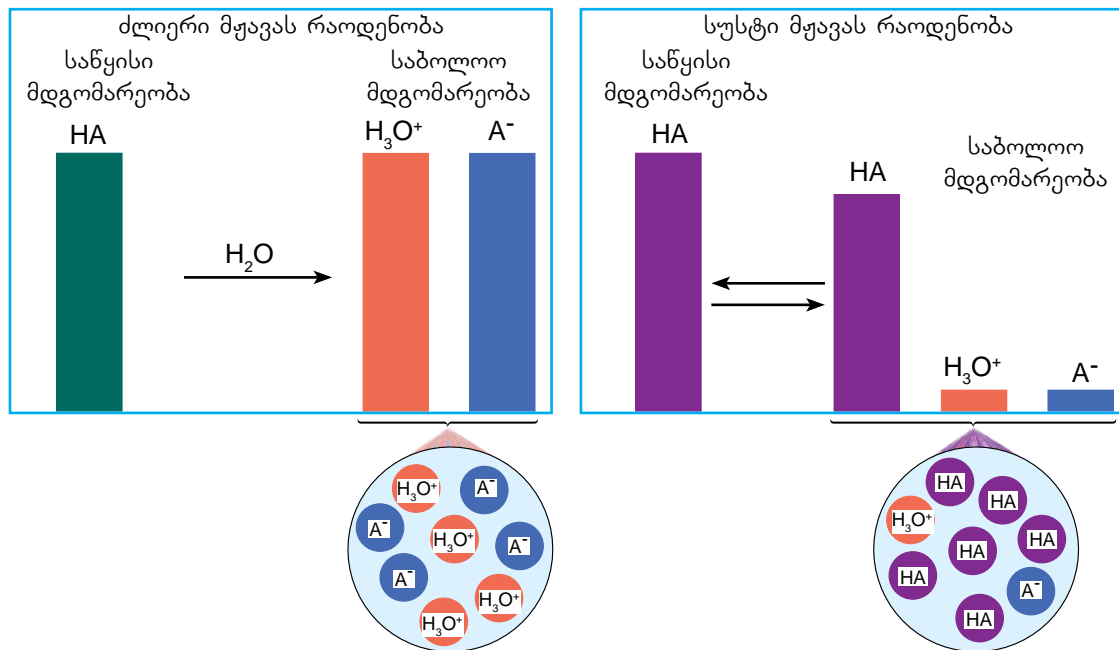 ძლიერი მჟავას რაოდენობა
საწყისი
მდგომარეობა
საბოლოო
მდგომარეობა
HA
H₃O⁺
A⁻
H₂O
H₃O⁺
A⁻
A⁻
H₃O⁺
A⁻
A⁻
H₃O⁺
H₃O⁺
სუსტი მჟავას რაოდენობა
საწყისი
მდგომარეობა
HA
საბოლოო
მდგომარეობა
HA
H₃O⁺
A⁻
HA
HA
H₃O⁺
HA
HA
HA
A⁻
HA